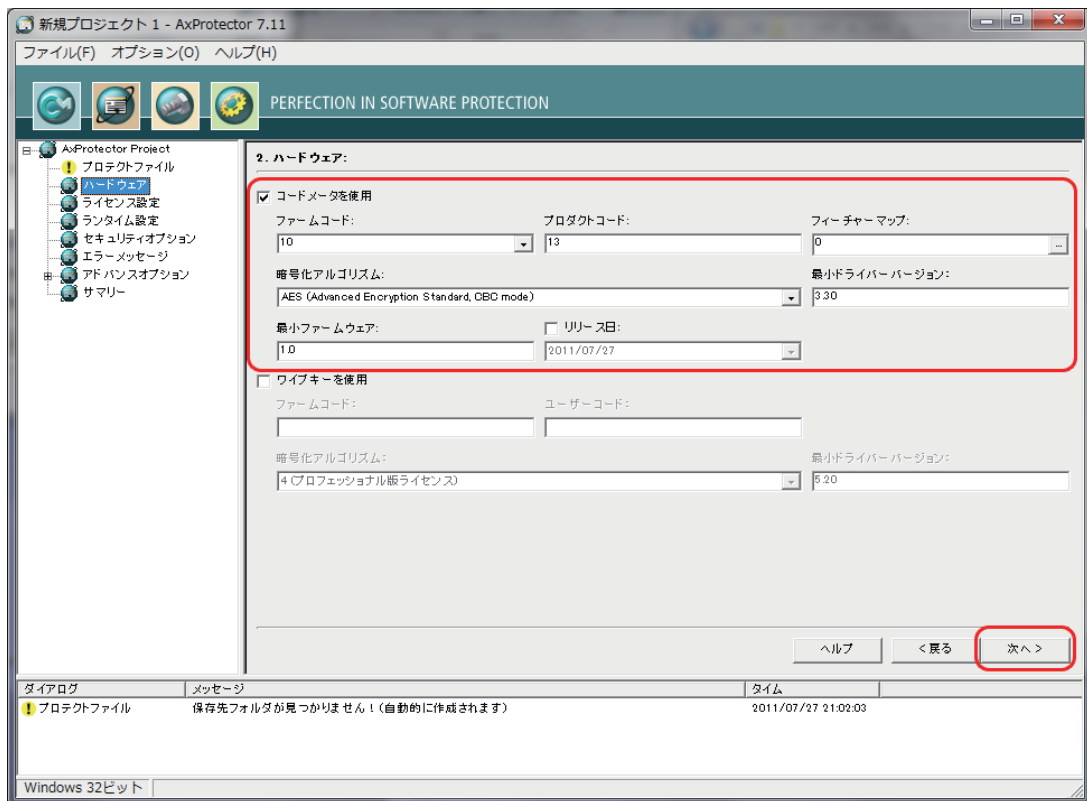 新規プロジェクト 1 - AxProtector 7.11
ファイル(F) オプション(O) ヘルプ(H)
PERFECTION IN SOFTWARE PROTECTION
AxProtector Project
プロテクトファイル
ハードウェア
ライセンス設定
ランタイム設定
セキュリティオプション
エラーメッセージ
アドバンスオプション
サマリー
2. ハードウェア:
コードメータを使用
ファームコード: プロダクトコード: フィーチャーマップ:
10 13 0 ...
暗号化アルゴリズム: 最小ドライバーバージョン:
AES (Advanced Encryption Standard, CBC mode) 3.30
最小ファームウェア: リリース日:
1.0 2011/07/27
ワイブキーを使用
ファームコード: ユーザーコード:
暗号化アルゴリズム: 最小ドライバーバージョン:
4 (プロフェッショナル版ライセンス) 5.20
ヘルプ <戻る 次へ>
ダイアログ メッセージ タイム
プロテクトファイル 保存先フォルダが見つかりません！(自動的に作成されます) 2011/07/27 21:02:03
Windows 32ビット